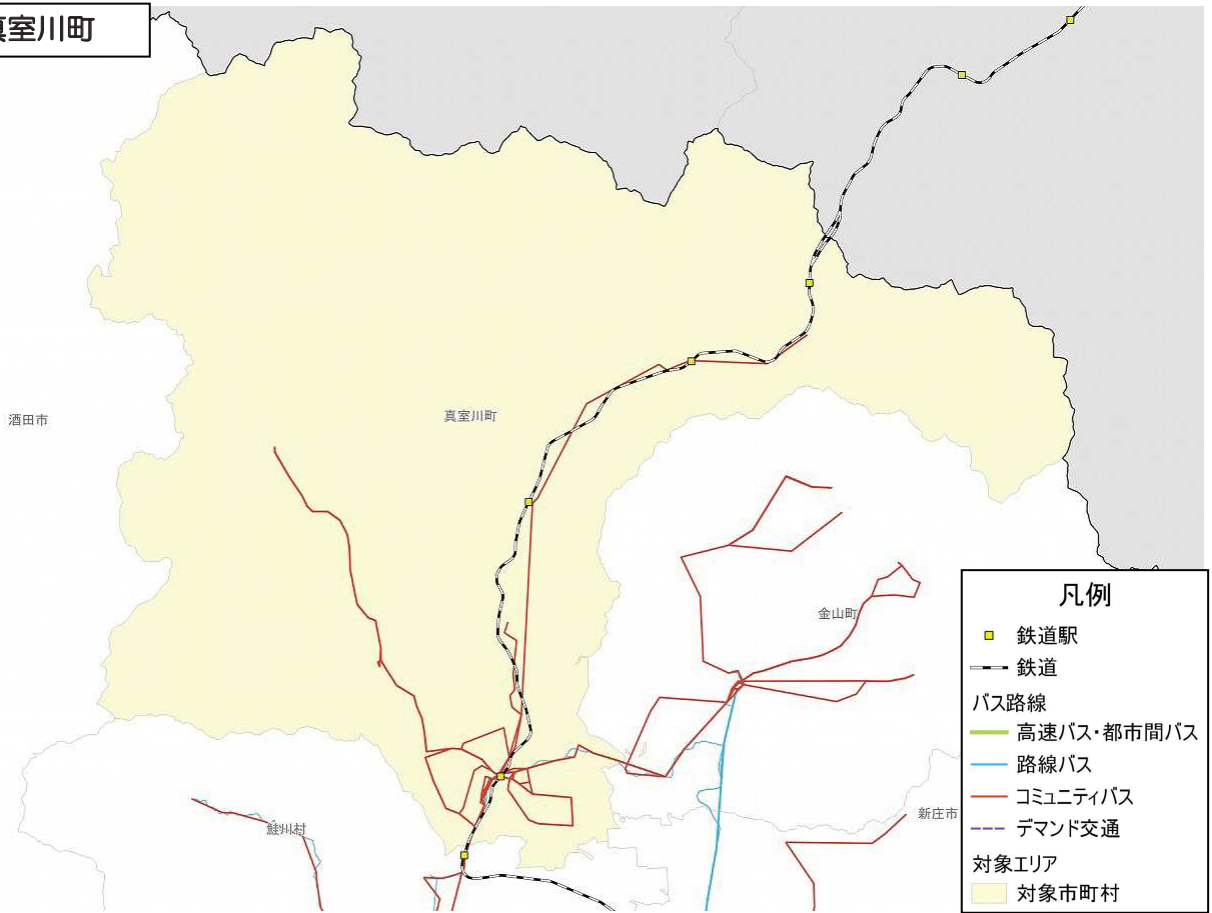 真室川町
酒田市
真室川町
金山町
新庄市
鮭川村
凡例
鉄道駅
鉄道
バス路線
高速バス・都市間バス
路線バス
コミュニティバス
デマンド交通
対象エリア
対象市町村